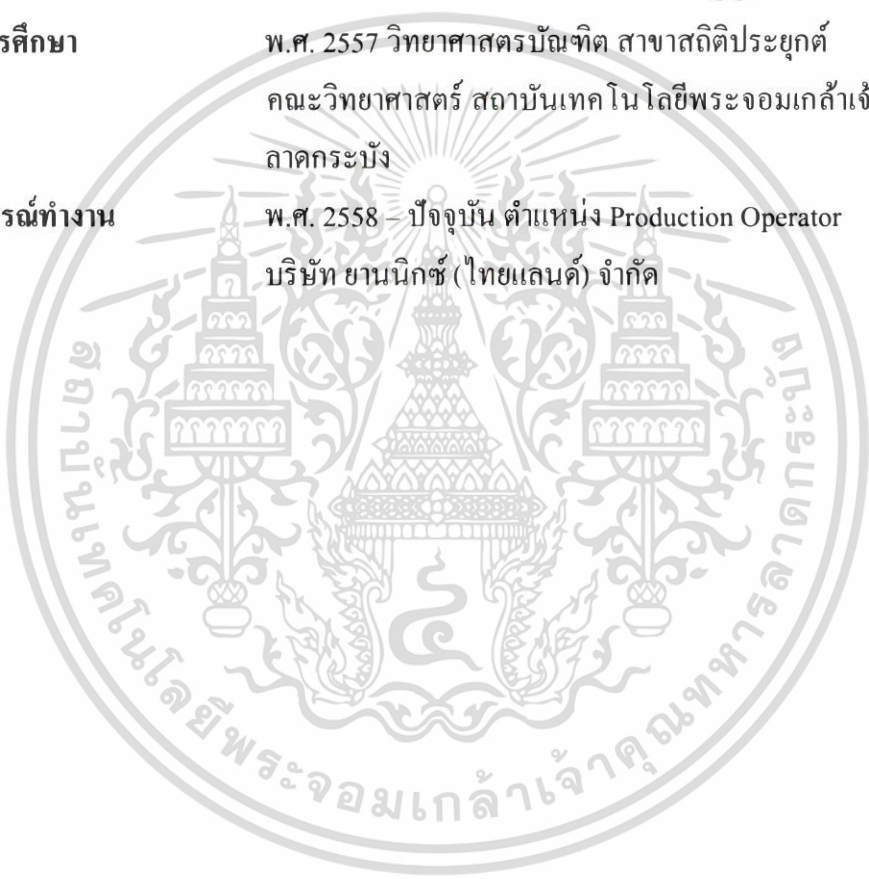 รศึกษา พ.ศ. 2557 วิทยาศาสตรบัณฑิต สาขาสถิติประยุกต์
คณะวิทยาศาสตร์ สถาบันเทคโนโลยีพระจอมเกล้าเจ้
ลาดกระบัง
รณ์ทำงาน พ.ศ. 2558 – ปัจจุบัน ตำแหน่ง Production Operator
บริษัท ยานนิกซ์ (ไทยแลนด์) จำกัด
สถาบันเทคโนโลยีพระจอมเกล้าเจ้าคุณทหารลาดกระบัง